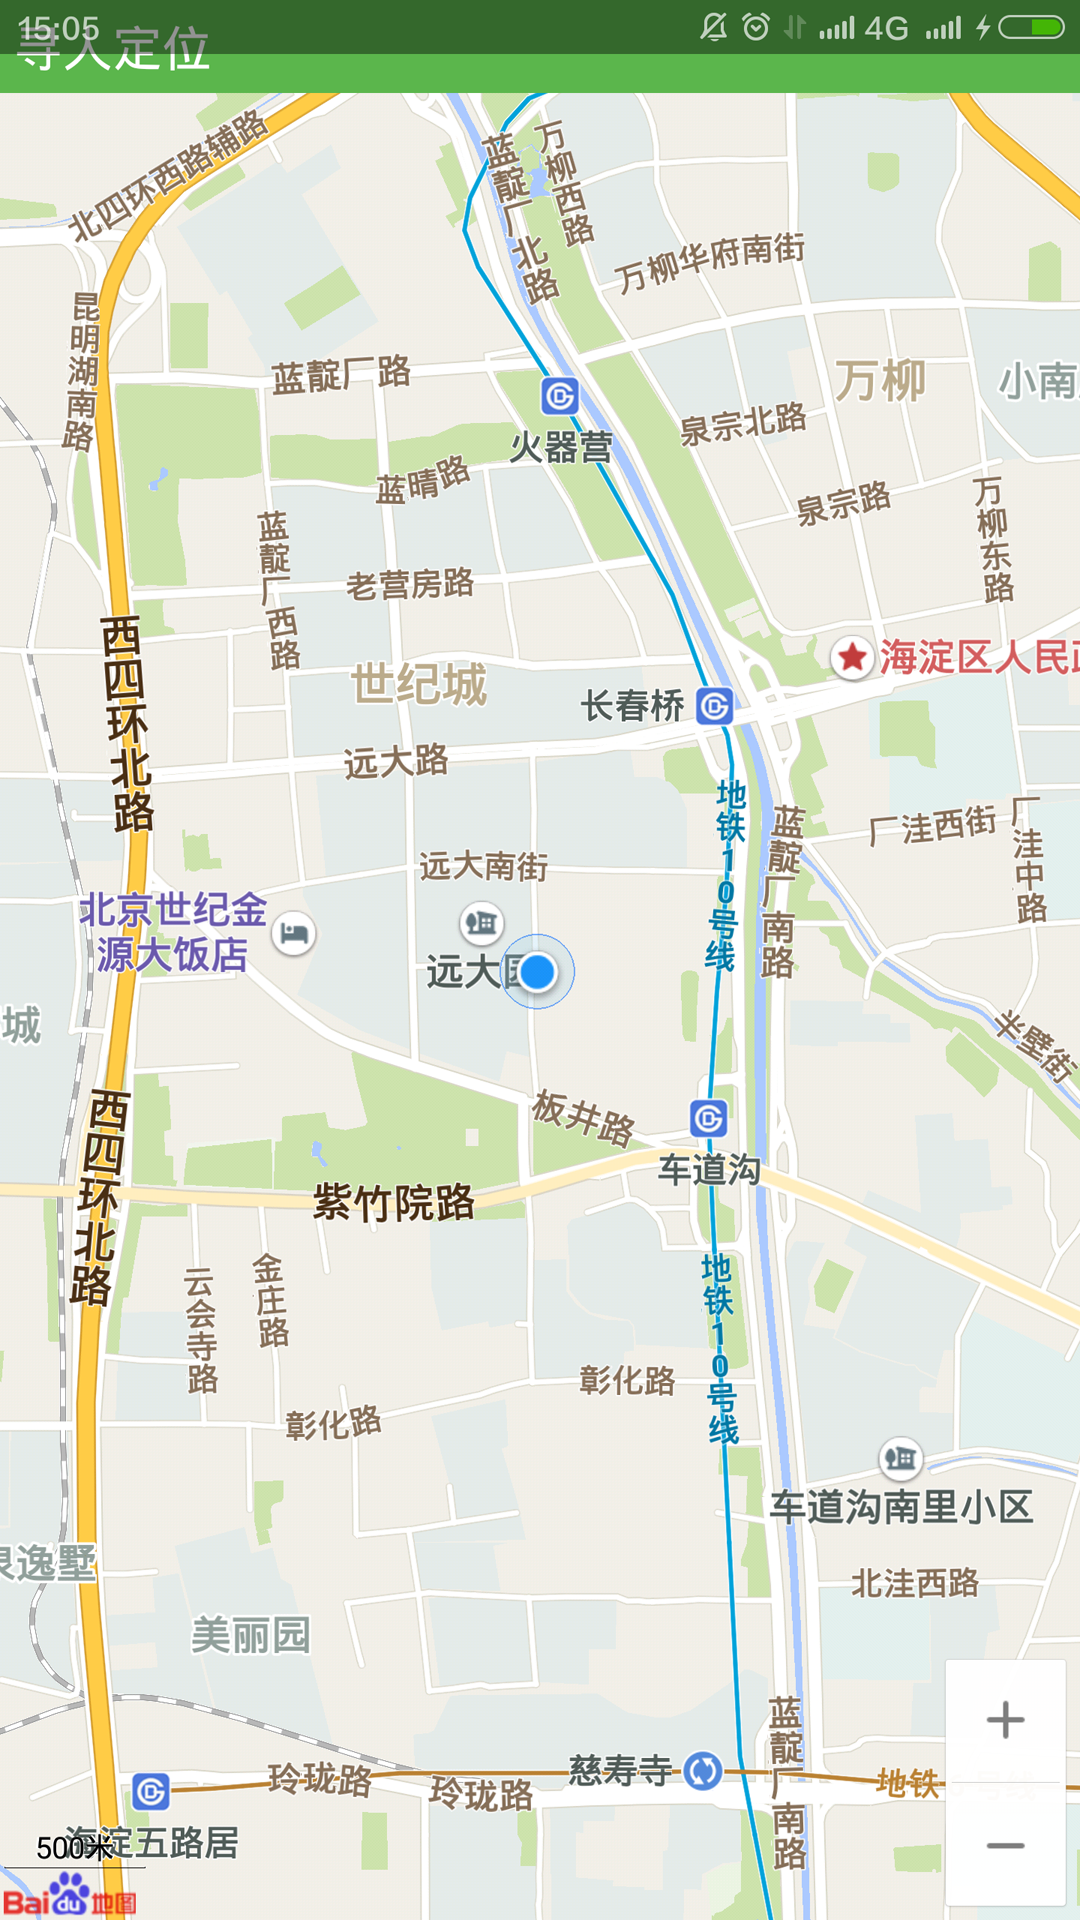 15:05
4G
寻人定位
北四环西路辅路
蓝靛厂北路
万柳西路
万柳华府南街
昆明湖南路
蓝靛厂路
万柳
小南
火器营
泉宗北路
蓝晴路
泉宗路
万柳东路
蓝靛厂西路
老营房路
西四环北路
世纪城
海淀区人民政
长春桥
远大路
地铁10号线
蓝靛厂南路
厂洼西街
厂洼中路
远大南街
北京世纪金
源大饭店
远大园
城
半壁街
西四环北路
板井路
车道沟
紫竹院路
云会寺路
金庄路
地铁10号线
彰化路
彰化路
车道沟南里小区
泉逸墅
北洼西路
美丽园
蓝靛厂南路
慈寿寺
玲珑路
玲珑路
地铁
海淀五路居
500米
Bai du 地图